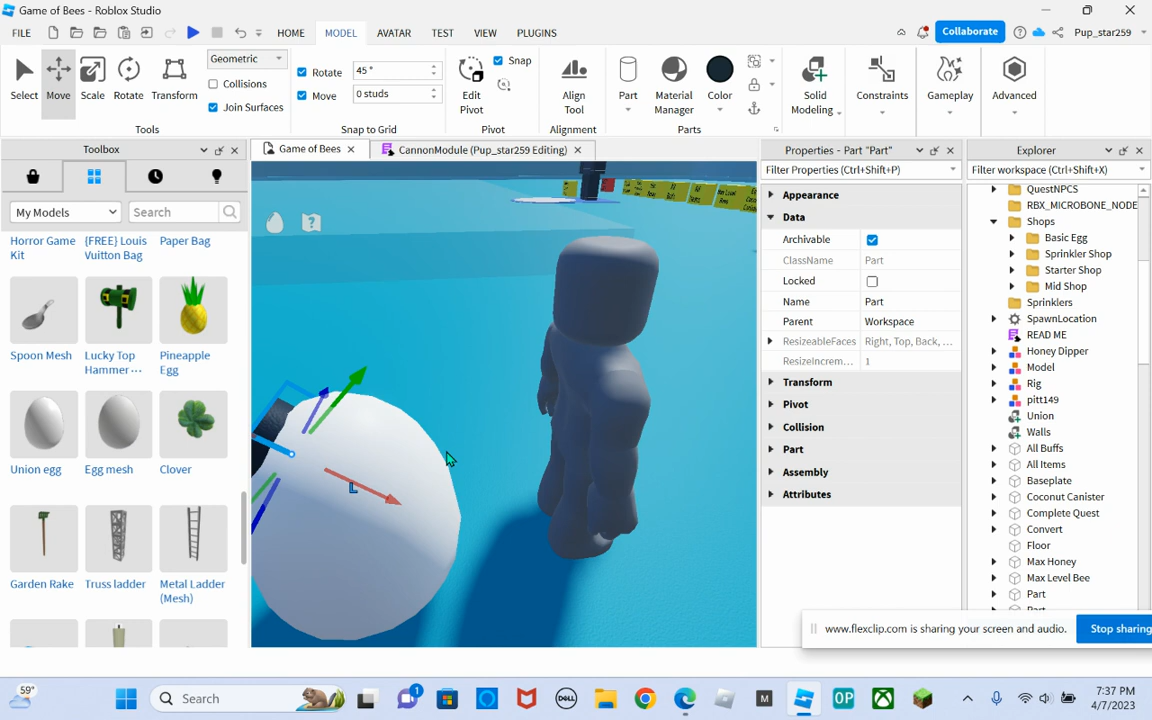 Game of Bees - Roblox Studio
FILE
HOME
MODEL
AVATAR
TEST
VIEW
PLUGINS
Collaborate
Pup_star259
Select
Move
Scale
Rotate
Transform
Geometric
Collisions
Join Surfaces
Tools
Rotate
45 °
Move
0 studs
Snap to Grid
Edit
Pivot
Snap
Pivot
Align
Tool
Alignment
Part
Material
Manager
Color
Parts
Solid
Modeling
Constraints
Gameplay
Advanced
Toolbox
My Models
Search
Horror Game
Kit
{FREE} Louis
Vuitton Bag
Paper Bag
Spoon Mesh
Lucky Top
Hammer ···
Pineapple
Egg
Union egg
Egg mesh
Clover
Garden Rake
Truss ladder
Metal Ladder
(Mesh)
Game of Bees
CannonModule (Pup_star259 Editing)
L
Properties - Part "Part"
Filter Properties (Ctrl+Shift+P)
Appearance
Data
Archivable
ClassName Part
Locked
Name Part
Parent Workspace
ResizeableFaces Right, Top, Back, ...
ResizeIncrem... 1
Transform
Pivot
Collision
Part
Assembly
Attributes
Explorer
Filter workspace (Ctrl+Shift+X)
QuestNPCS
RBX_MICROBONE_NODE
Shops
Basic Egg
Sprinkler Shop
Starter Shop
Mid Shop
Sprinklers
SpawnLocation
READ ME
Honey Dipper
Model
Rig
pitt149
Union
Walls
All Buffs
All Items
Baseplate
Coconut Canister
Complete Quest
Convert
Floor
Max Honey
Max Level Bee
Part
www.flexclip.com is sharing your screen and audio.
Stop sharing
59°
Search
1
DELL
M
OP
7:37 PM
4/7/2023